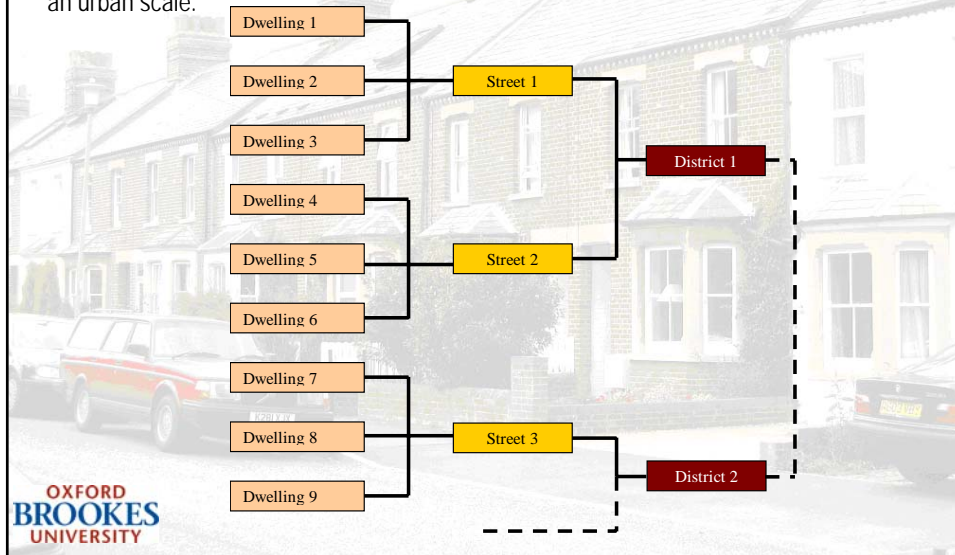 an urban scale.
Dwelling 1
Dwelling 2
Street 1
Dwelling 3
District 1
Dwelling 4
Dwelling 5
Street 2
Dwelling 6
Dwelling 7
Dwelling 8
Street 3
District 2
Dwelling 9
OXFORD
BROOKES
UNIVERSITY